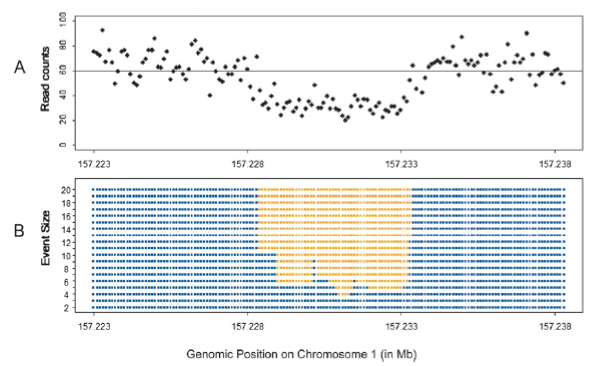 A
Read counts
100
80
60
40
20
0
157.223 157.228 157.233 157.238
B
Event Size
20
18
16
14
12
10
8
6
4
2
157.223 157.228 157.233 157.238
Genomic Position on Chromosome 1 (in Mb)